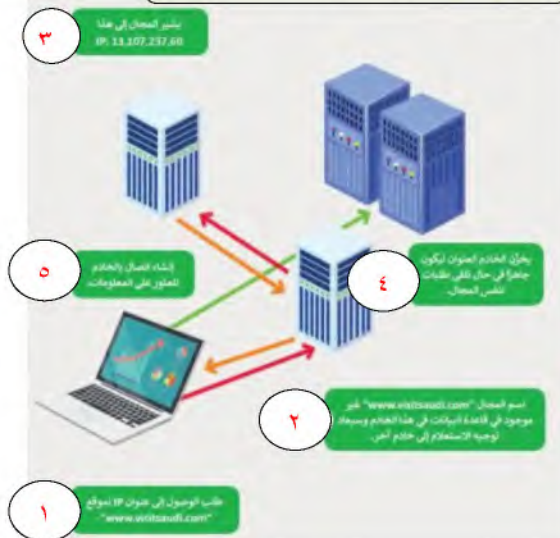 ٣
يشير المجال إلى هذا
IP: 13,107,237,60
٥
إنشاء اتصال بالخادم
للعثور على المعلومات.
٤
يخزّن الخادم العنوان ليكون
جاهزًا في حال تلقى طلبات
لنفس المجال.
٢
اسم المجال "www.visitsaudi.com" غير
موجود في قاعدة البيانات في هذا الخادم وسيعاد
توجيه الاستعلام إلى خادم آخر.
١
طلب الوصول إلى عنوان IP لموقع
"www.visitsaudi.com".